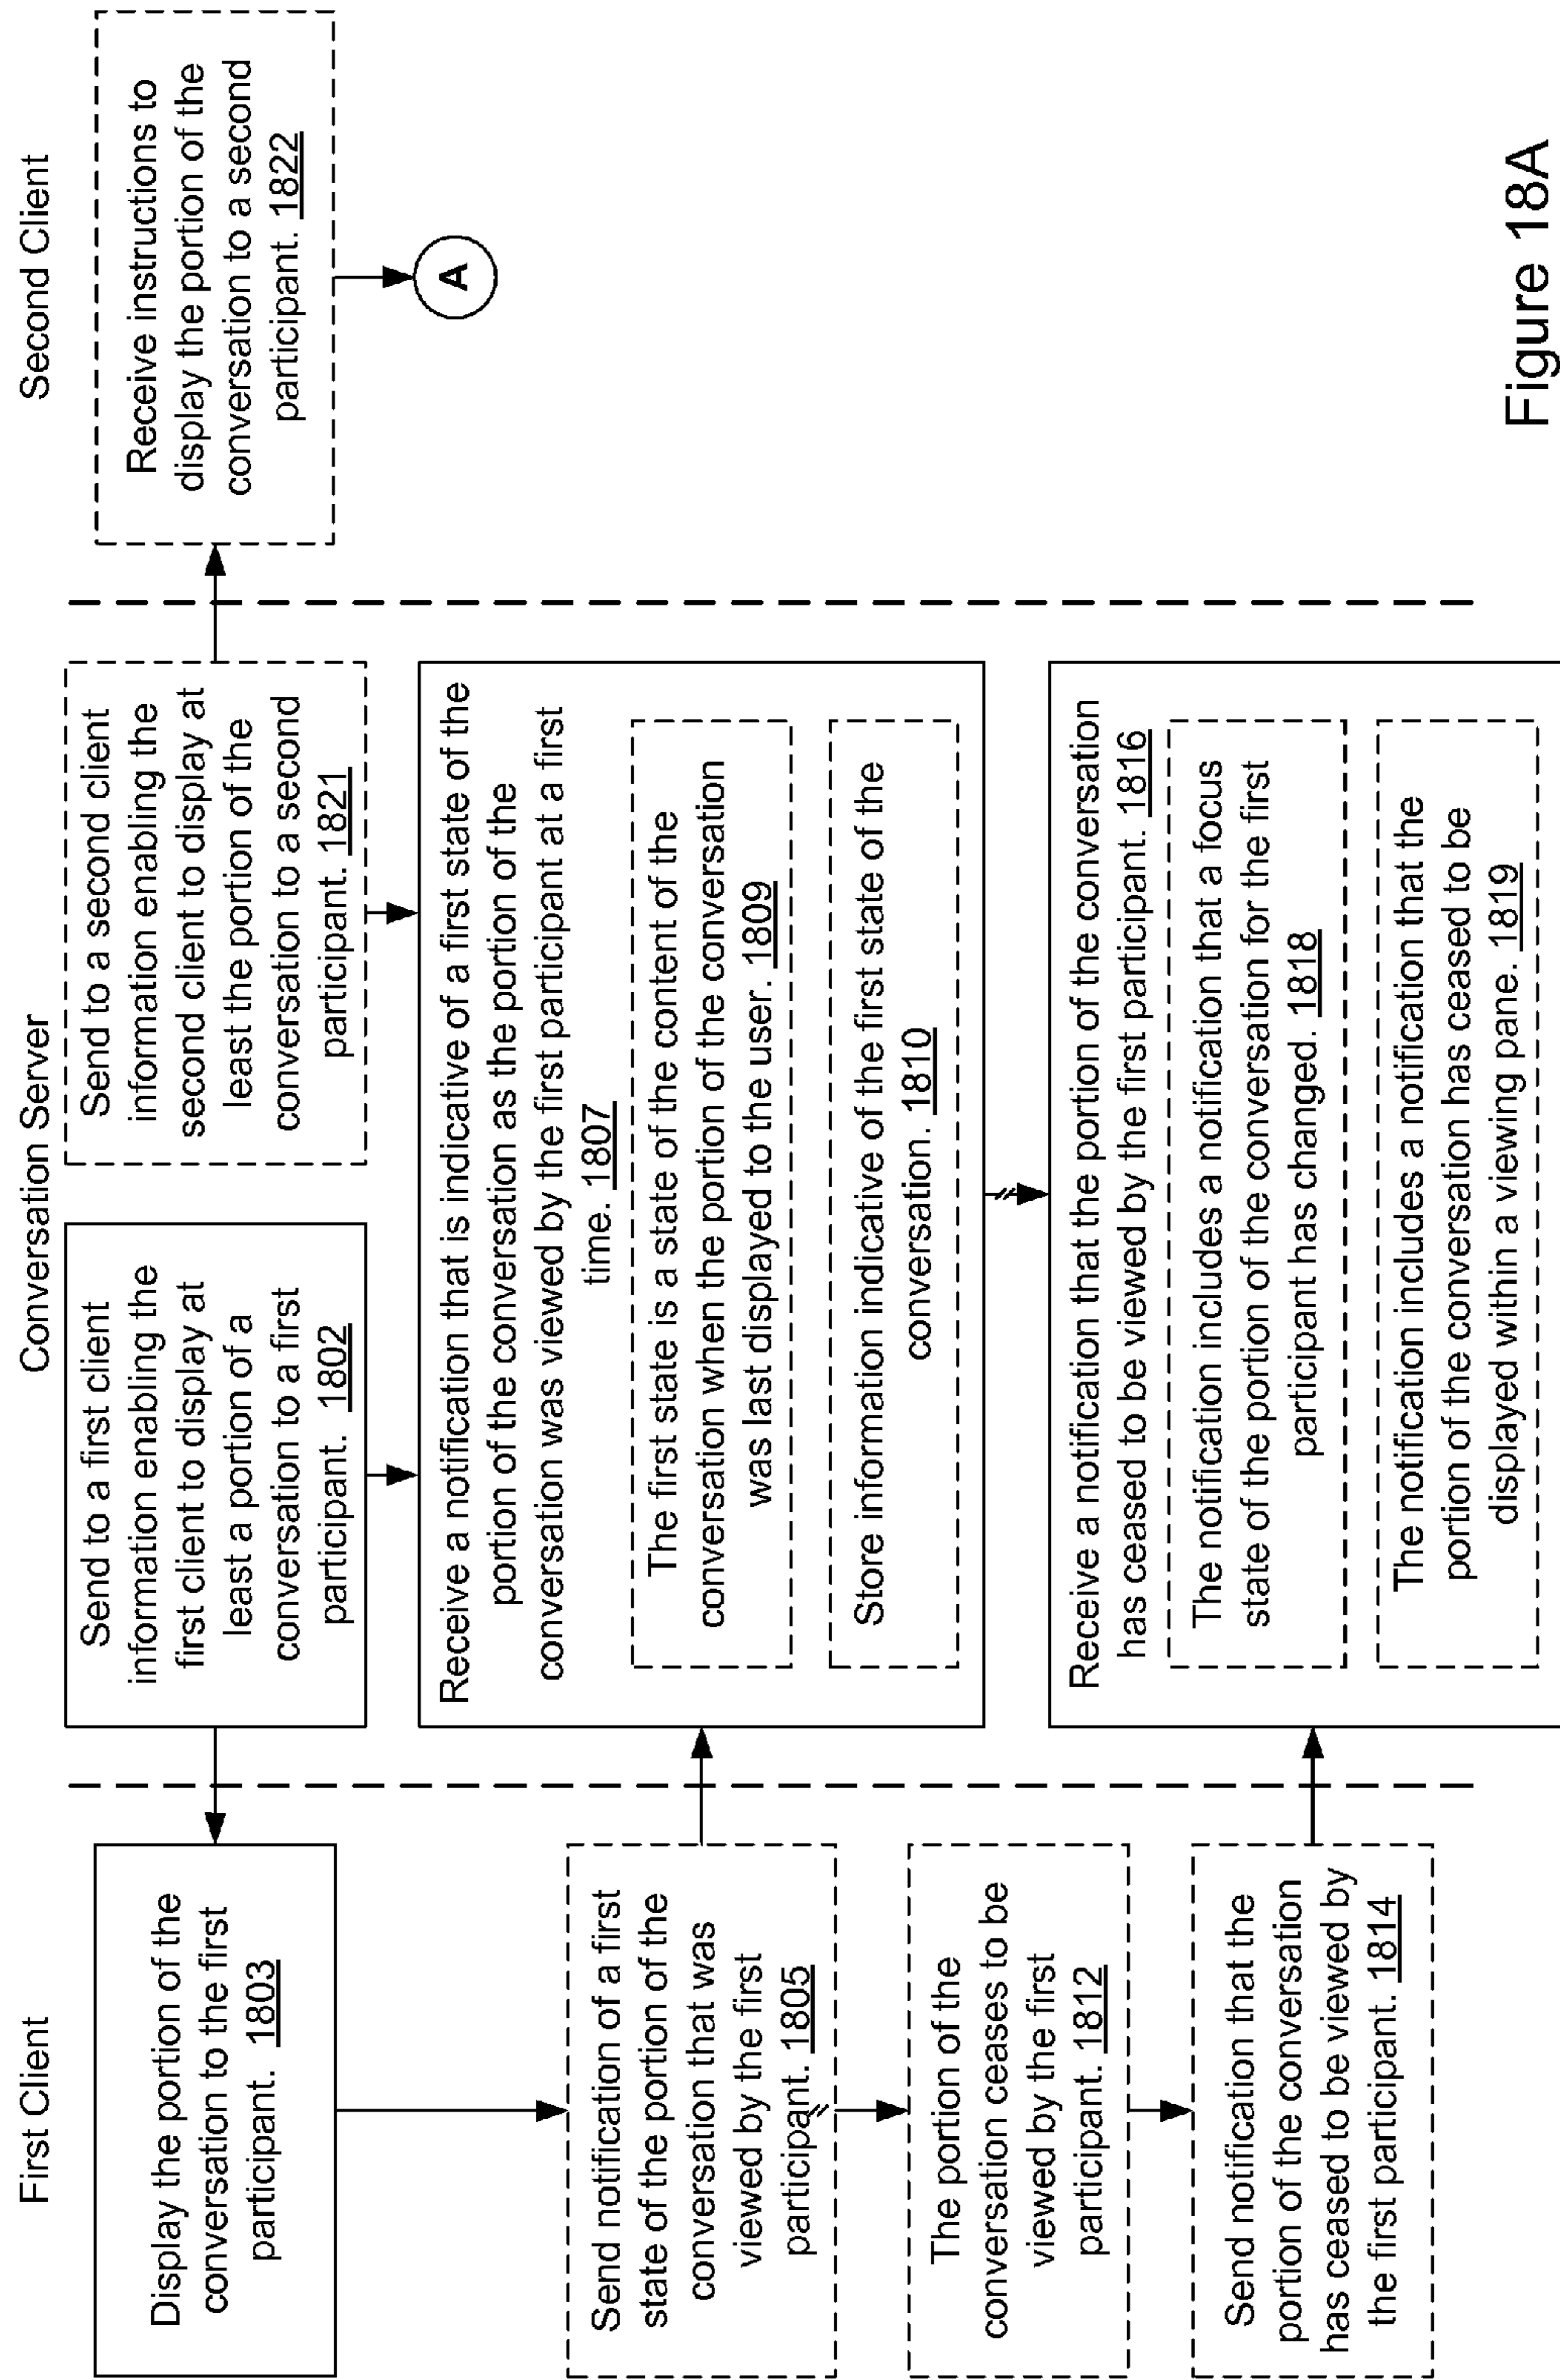 First Client
Conversation Server
Second Client
Display the portion of the
conversation to the first
participant. 1803
Send notification of a first
state of the portion of the
conversation that was
viewed by the first
participant. 1805
The portion of the
conversation ceases to be
viewed by the first
participant. 1812
Send notification that the
portion of the conversation
has ceased to be viewed by
the first participant. 1814
Send to a first client
information enabling the
first client to display at
least a portion of a
conversation to a first
participant. 1802
Send to a second client
information enabling the
second client to display at
least the portion of the
conversation to a second
participant. 1821
Receive a notification that is indicative of a first state of the
portion of the conversation as the portion of the
conversation was viewed by the first participant at a first
time. 1807
The first state is a state of the content of the
conversation when the portion of the conversation
was last displayed to the user. 1809
Store information indicative of the first state of the
conversation. 1810
Receive a notification that the portion of the conversation
has ceased to be viewed by the first participant. 1816
The notification includes a notification that a focus
state of the portion of the conversation for the first
participant has changed. 1818
The notification includes a notification that the
portion of the conversation has ceased to be
displayed within a viewing pane. 1819
Receive instructions to
display the portion of the
conversation to a second
participant. 1822
A
Figure 18A